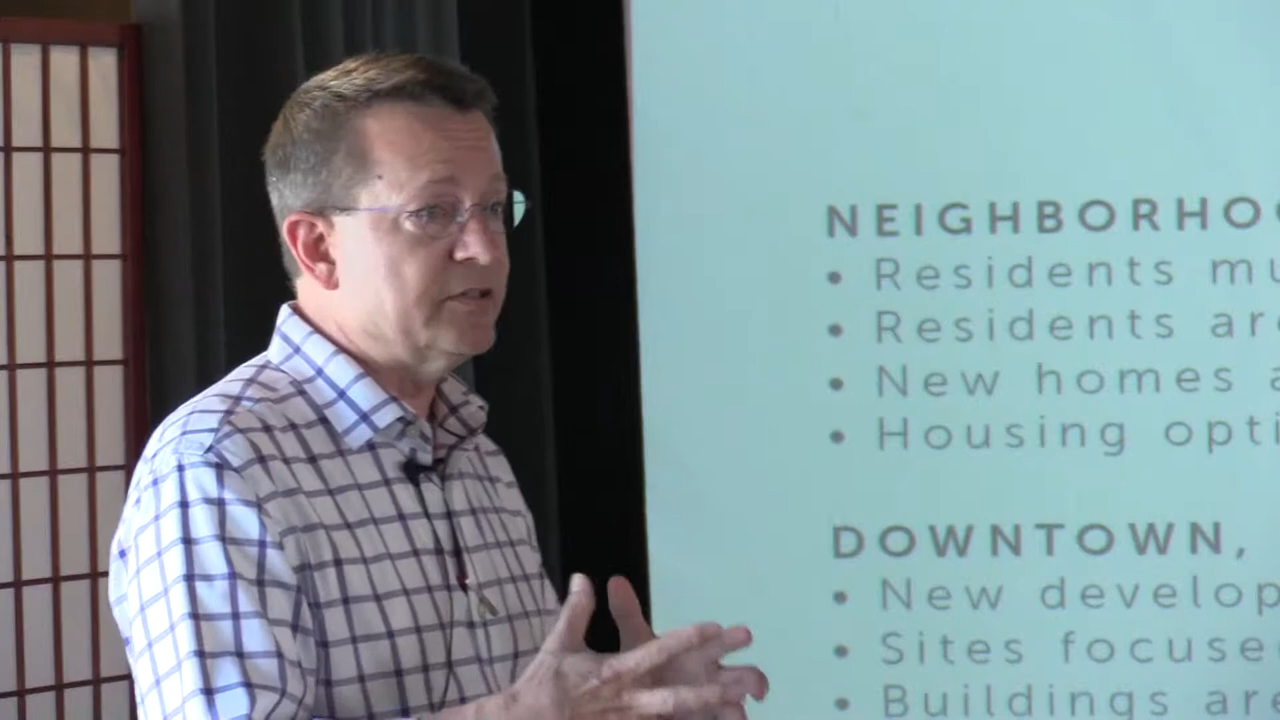 NEIGHBORHO
• Residents mu
• Residents ar
• New homes a
• Housing opti
DOWNTOWN,
• New develop
• Sites focuse
• Buildings are